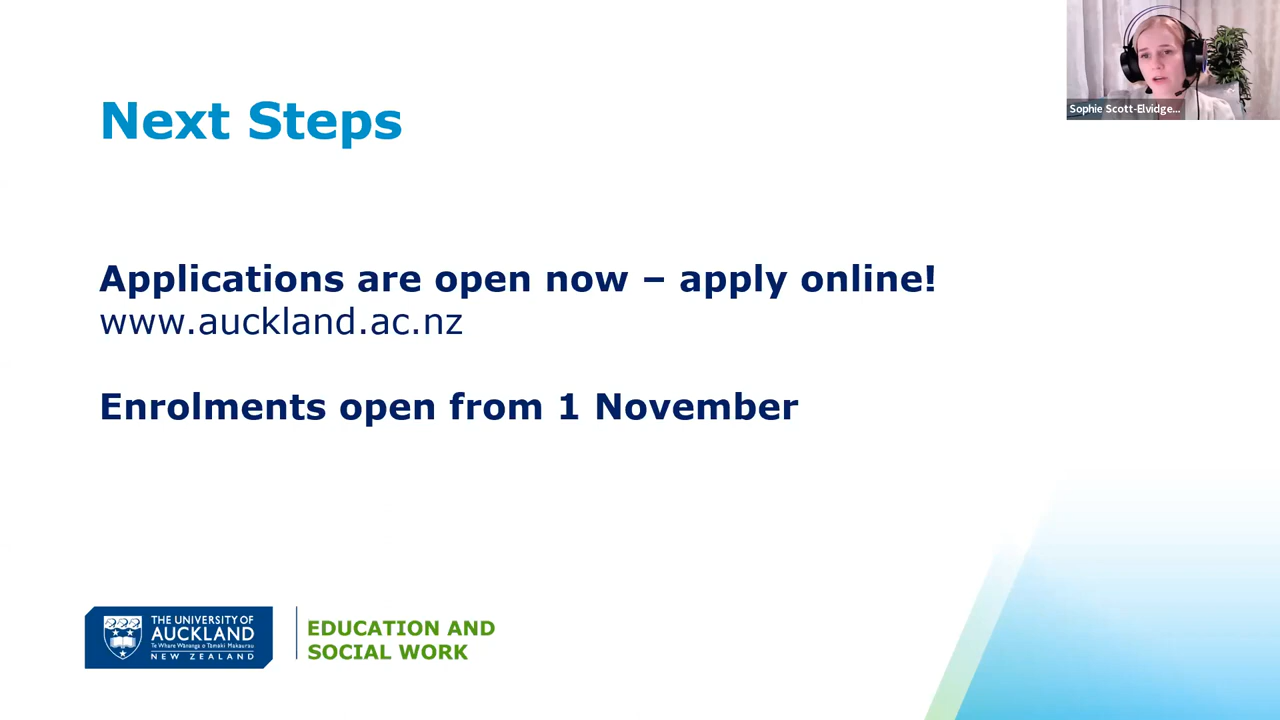 Next Steps
Sophie Scott-Elvidge...
Applications are open now – apply online!
www.auckland.ac.nz
Enrolments open from 1 November
THE UNIVERSITY OF
AUCKLAND
Te Whare Wānanga o Tāmaki Makaurau
NEW ZEALAND
EDUCATION AND
SOCIAL WORK